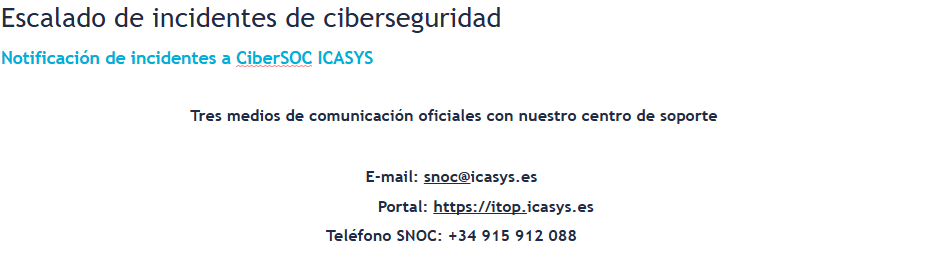 Escalado de incidentes de ciberseguridad
Notificación de incidentes a CiberSOC ICASYS
Tres medios de comunicación oficiales con nuestro centro de soporte
E-mail: snoc@icasys.es
Portal: https://itop.icasys.es
Teléfono SNOC: +34 915 912 088